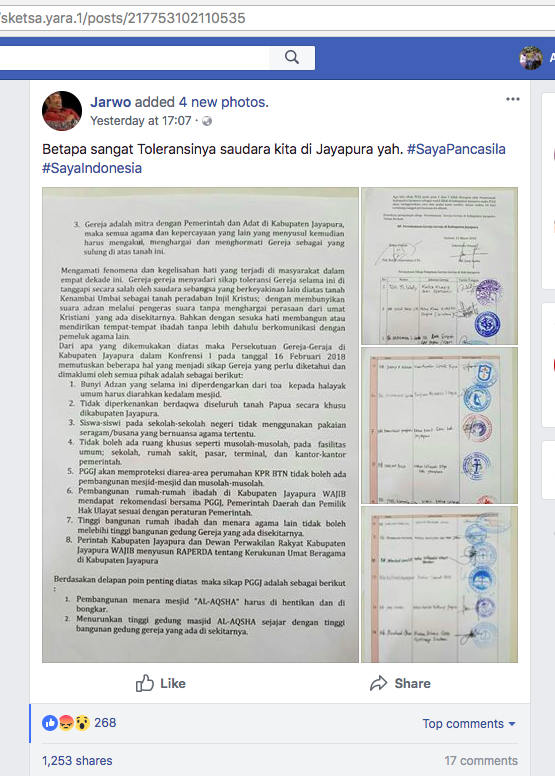 /sketsa.yara.1/posts/217753102110535
Jarwo added 4 new photos.
Yesterday at 17:07 ·
Betapa sangat Toleransinya saudara kita di Jayapura yah. #SayaPancasila
#SayaIndonesia
3. Gereja adalah mitra dengan Pemerintah dan Adat di Kabupaten Jayapura,
maka semua agama dan kepercayaan yang lain yang menyusul kemudian
harus mengakui, menghargai dan menghormati Gereja sebagai yang
sulung di atas tanah ini.
Mengamati fenomena dan kegelisahan hati yang terjadi di masyarakat dalam
empat dekade ini. Gereja-gereja menyadari sikap toleransi Gereja selama ini di
tanggapi secara salah oleh saudara sebangsa yang berkeyakinan lain diatas tanah
Kenambai Umbai sebagai tanah peradaban Injil Kristus; dengan membunyikan
suara adzan melalui pengeras suara tanpa menghargai perasaan dari umat
Kristiani yang ada disekitarnya. Bahkan dengan sesuka hati membangun atau
mendirikan tempat-tempat ibadah tanpa lebih dahulu berkomunikasi dengan
pemeluk agama lain.
Dari apa yang dikemukakan diatas maka Persekutuan Gereja-Gereja di
Kabupaten Jayapura dalam Konfrensi I pada tanggal 16 Februari 2018
memutuskan beberapa hal yang menjadi sikap Gereja yang perlu diketahui dan
dimaklumi oleh semua pihak adalah sebagai berikut:
1. Bunyi Adzan yang selama ini diperdengarkan dari toa kepada halayak
umum harus diarahkan kedalam mesjid.
2. Tidak diperkenankan berdaqwa diseluruh tanah Papua secara khusu
dikabupaten Jayapura.
3. Siswa-siswi pada sekolah-sekolah negeri tidak menggunakan pakaian
seragam/busana yang bernuansa agama tertentu.
4. Tidak boleh ada ruang khusus seperti musolah-musolah, pada fasilitas
umum; sekolah, rumah sakit, pasar, terminal, dan kantor-kantor
pemerintah.
5. PGGJ akan memproteksi diarea-area perumahan KPR BTN tidak boleh ada
pembangunan mesjid-mesjid dan musolah-musolah.
6. Pembangunan rumah-rumah ibadah di Kabupaten Jayapura WAJIB
mendapat rekomendasi bersama PGGJ, Pemerintah Daerah dan Pemilik
Hak Ulayat sesuai dengan peraturan Pemerintah.
7. Tinggi bangunan rumah ibadah dan menara agama lain tidak boleh
melebihi tinggi bangunan gedung Gereja yang ada disekitarnya.
8. Perintah Kabupaten Jayapura dan Dewan Perwakilan Rakyat Kabupaten
Jayapura WAJIB menyusun RAPERDA tentang Kerukunan Umat Beragama
di Kabupaten Jayapura
Berdasakan delapan poin penting diatas maka sikap PGGJ adalah sebagai berikut
:
1. Pembangunan menara mesjid "AL-AQSHA" harus di hentikan dan di
bongkar.
2. Menurunkan tinggi gedung masjid AL-AQSHA sejajar dengan tinggi
bangunan gedung gereja yang ada di sekitarnya.
Like
Share
268
Top comments
1,253 shares
17 comments